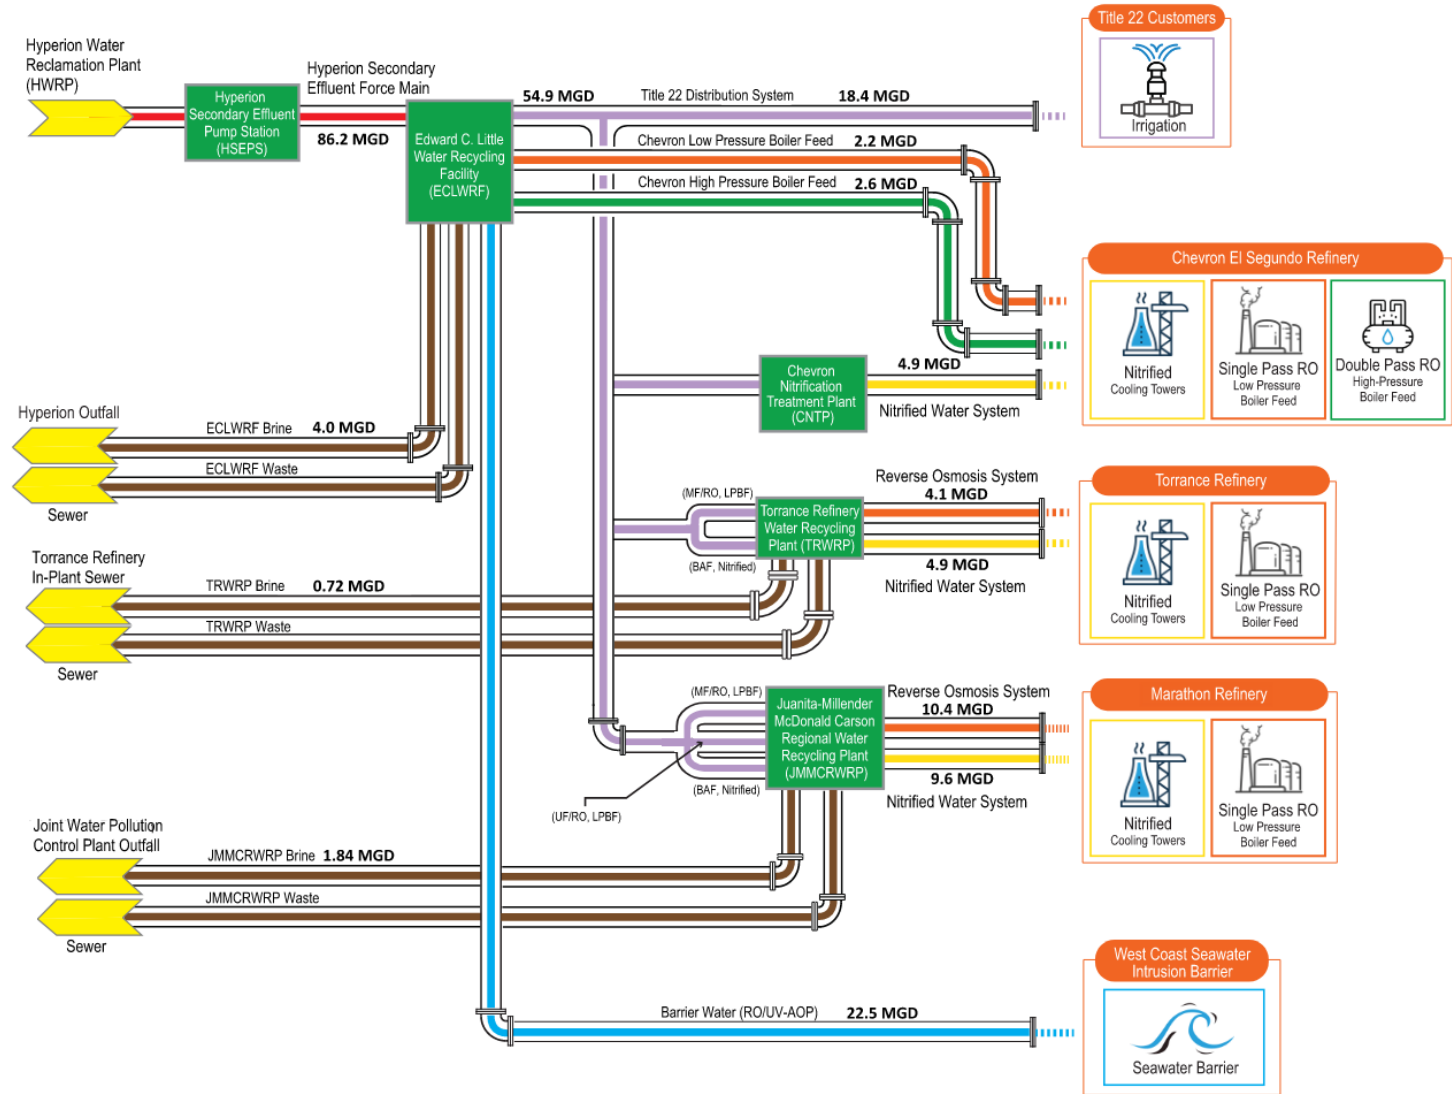 Title 22 Customers
Irrigation
Hyperion Water
Reclamation Plant
(HWRP)
Hyperion
Secondary Effluent
Pump Station
(HSEPS)
Hyperion Secondary
Effluent Force Main
86.2 MGD
Edward C. Little
Water Recycling
Facility
(ECLWRF)
54.9 MGD
Title 22 Distribution System
18.4 MGD
Chevron Low Pressure Boiler Feed
2.2 MGD
Chevron High Pressure Boiler Feed
2.6 MGD
Chevron El Segundo Refinery
Nitrified
Cooling Towers
Single Pass RO
Low Pressure
Boiler Feed
Double Pass RO
High-Pressure
Boiler Feed
Chevron
Nitrification
Treatment Plant
(CNTP)
4.9 MGD
Nitrified Water System
Hyperion Outfall
ECLWRF Brine
4.0 MGD
ECLWRF Waste
Sewer
(MF/RO, LPBF)
(BAF, Nitrified)
Torrance Refinery
Water Recycling
Plant (TRWRP)
Reverse Osmosis System
4.1 MGD
4.9 MGD
Nitrified Water System
Torrance Refinery
Nitrified
Cooling Towers
Single Pass RO
Low Pressure
Boiler Feed
Torrance Refinery
In-Plant Sewer
TRWRP Brine
0.72 MGD
TRWRP Waste
Sewer
(MF/RO, LPBF)
(BAF, Nitrified)
(UF/RO, LPBF)
Juanita-Millender
McDonald Carson
Regional Water
Recycling Plant
(JMMCRWRP)
Reverse Osmosis System
10.4 MGD
9.6 MGD
Nitrified Water System
Marathon Refinery
Nitrified
Cooling Towers
Single Pass RO
Low Pressure
Boiler Feed
Joint Water Pollution
Control Plant Outfall
JMMCRWRP Brine
1.84 MGD
JMMCRWRP Waste
Sewer
Barrier Water (RO/UV-AOP)
22.5 MGD
West Coast Seawater
Intrusion Barrier
Seawater Barrier